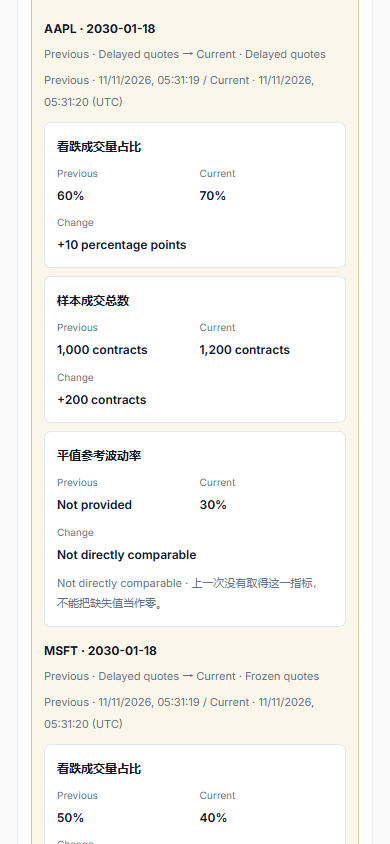 AAPL · 2030-01-18
Previous · Delayed quotes → Current · Delayed quotes
Previous · 11/11/2026, 05:31:19 / Current · 11/11/2026,
05:31:20 (UTC)
看跌成交量占比
Previous Current
60% 70%
Change
+10 percentage points
样本成交总数
Previous Current
1,000 contracts 1,200 contracts
Change
+200 contracts
平值参考波动率
Previous Current
Not provided 30%
Change
Not directly comparable
Not directly comparable · 上一次没有取得这一指标，
不能把缺失值当作零。
MSFT · 2030-01-18
Previous · Delayed quotes → Current · Frozen quotes
Previous · 11/11/2026, 05:31:19 / Current · 11/11/2026,
05:31:20 (UTC)
看跌成交量占比
Previous Current
50% 40%
Change